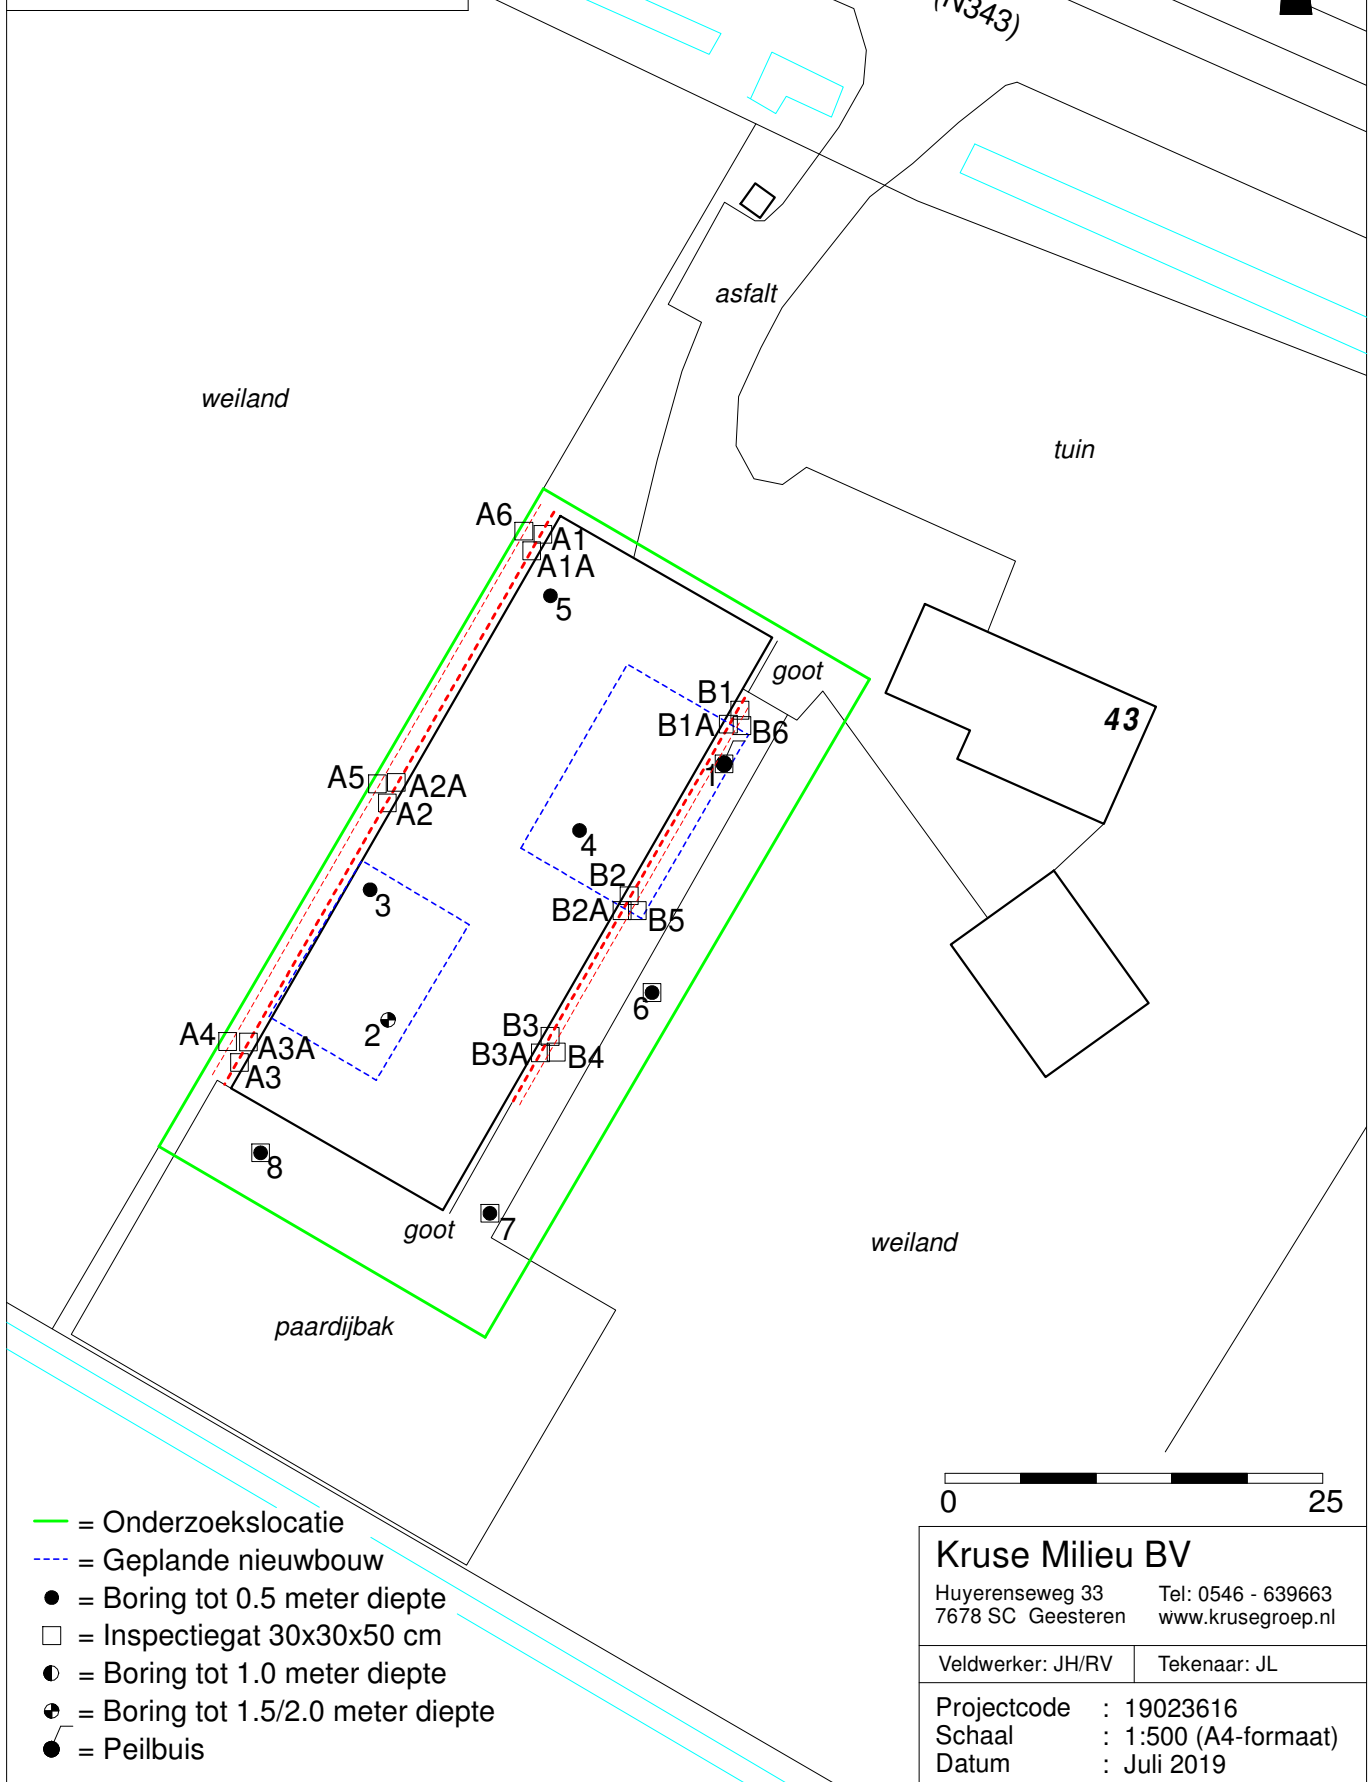 (N343)
asfalt
weiland
tuin
A6
A1
A1A
5
goot
B1
43
B1A
B6
1
A5
A2A
A2
4
B2
3
B2A
B5
6
2
A4
A3A
B3
B3A
B4
A3
8
7
goot
weiland
paardijbak
0 25
= Onderzoekslocatie
= Geplande nieuwbouw
= Boring tot 0.5 meter diepte
= Inspectiegat 30x30x50 cm
= Boring tot 1.0 meter diepte
= Boring tot 1.5/2.0 meter diepte
= Peilbuis
Kruse Milieu BV
Huyerenseweg 33 Tel: 0546 - 639663
7678 SC Geesteren www.krusegroep.nl
Veldwerker: JH/RV Tekenaar: JL
Projectcode : 19023616
Schaal : 1:500 (A4-formaat)
Datum : Juli 2019